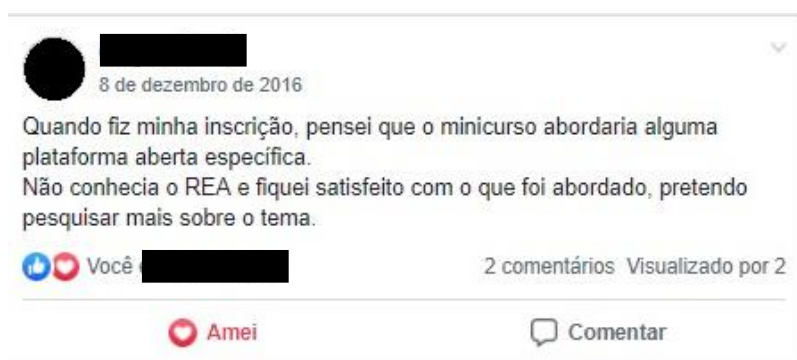 8 de dezembro de 2016
Quando fiz minha inscrição, pensei que o minicurso abordaria alguma
plataforma aberta específica.
Não conhecia o REA e fiquei satisfeito com o que foi abordado, pretendo
pesquisar mais sobre o tema.
Você 2 comentários Visualizado por 2
Amei Comentar